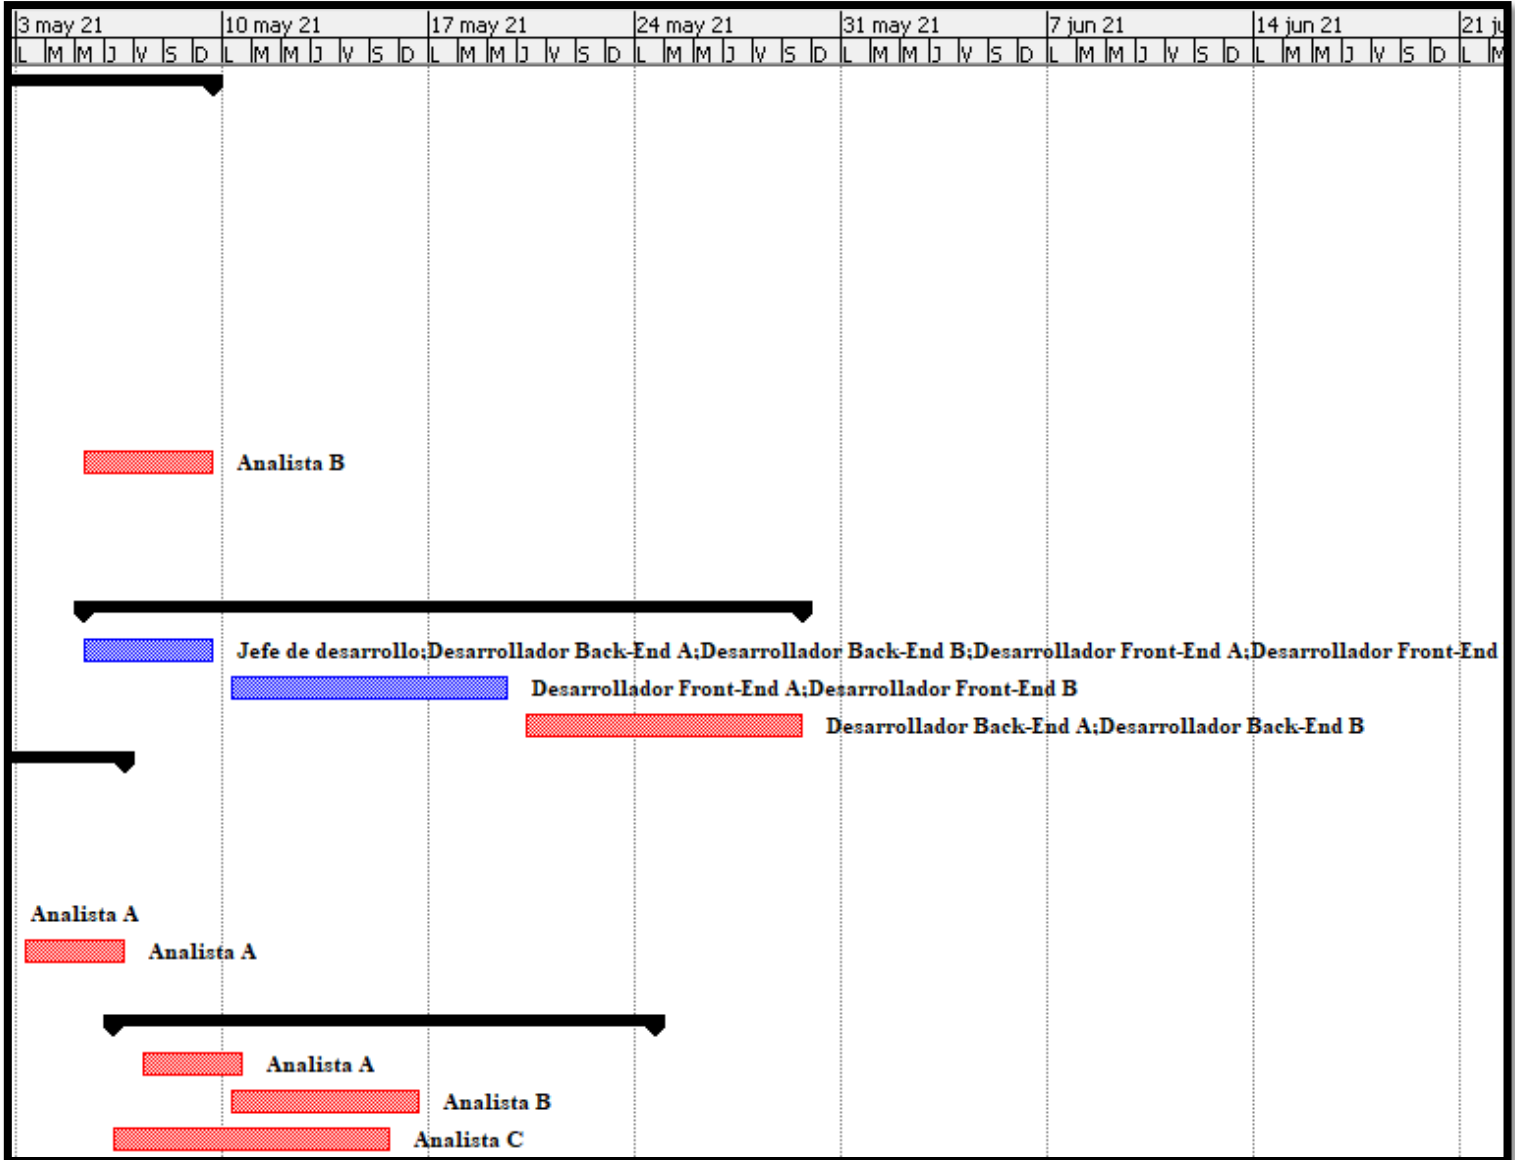 3 may 21 10 may 21 17 may 21 24 may 21 31 may 21 7 jun 21 14 jun 21 21 ju
L M M J V S D L M M J V S D L M M J V S D L M M J V S D L M M J V S D L M M J V S D L M M J V S D L M
Analista B
Jefe de desarrollo;Desarrollador Back-End A;Desarrollador Back-End B;Desarrollador Front-End A;Desarrollador Front-End
Desarrollador Front-End A;Desarrollador Front-End B
Desarrollador Back-End A;Desarrollador Back-End B
Analista A
Analista A
Analista A
Analista B
Analista C